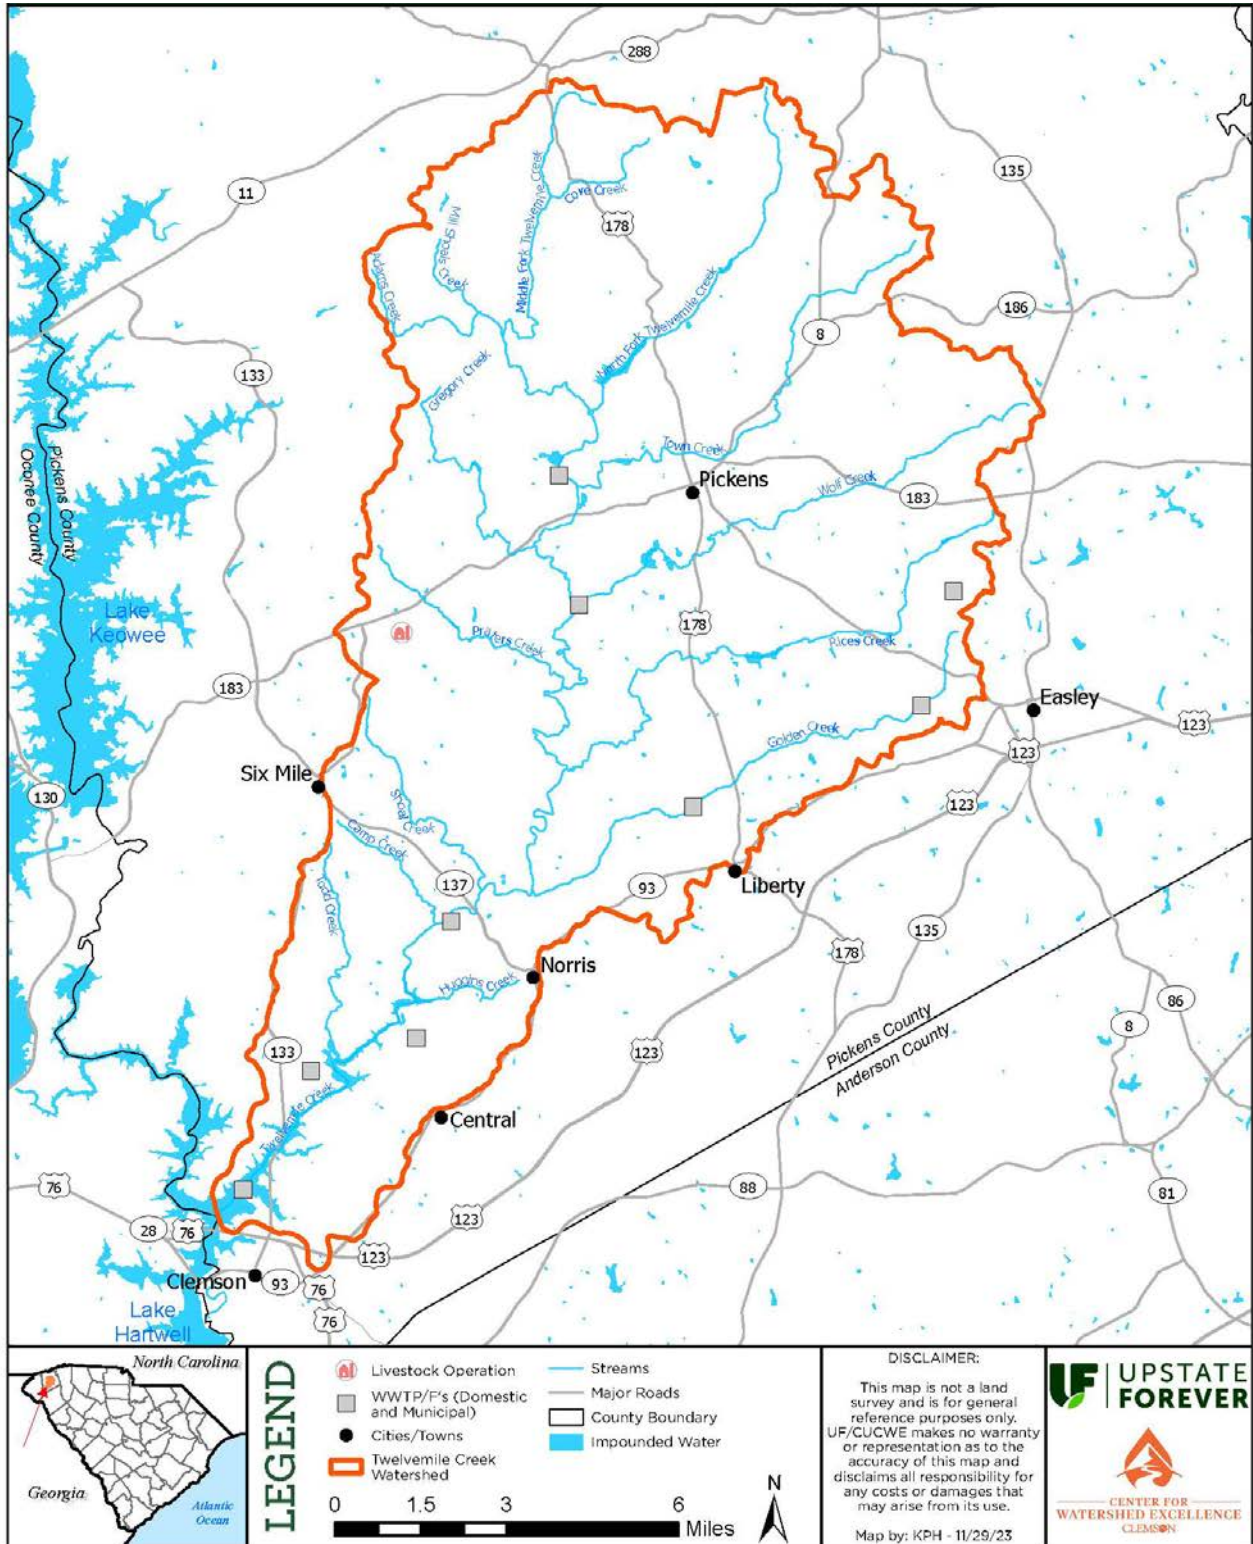 288
11
135
Cove Creek
Mill Shoals
Creek
Middle Fork Twelvemile Creek
178
Adams Creek
186
8
North Fork Twelvemile Creek
133
Gregory Creek
Pickens County
Oconee County
Town Creek
Pickens
Wolf Creek
183
Lake
Keowee
178
Rices Creek
183
Easley
Golden Creek
123
123
Six Mile
130
123
Shoal Creek
Camp Creek
137
93
Liberty
Todd Creek
135
178
Norris
Huggins Creek
86
8
Pickens County
Anderson County
133
123
Twelvemile Creek
Central
76
88
81
28
76
123
123
Clemson
93
76
76
Lake
Hartwell
North Carolina
Georgia
Atlantic
Ocean
LEGEND
Livestock Operation
WWTP/F's (Domestic
and Municipal)
Cities/Towns
Twelvemile Creek
Watershed
Streams
Major Roads
County Boundary
Impounded Water
0 1.5 3 6
Miles
N
DISCLAIMER:
This map is not a land
survey and is for general
reference purposes only.
UF/CUCWE makes no warranty
or representation as to the
accuracy of this map and
disclaims all responsibility for
any costs or damages that
may arise from its use.
Map by: KPH - 11/29/23
UF UPSTATE
FOREVER
CENTER FOR
WATERSHED EXCELLENCE
CLEMSON